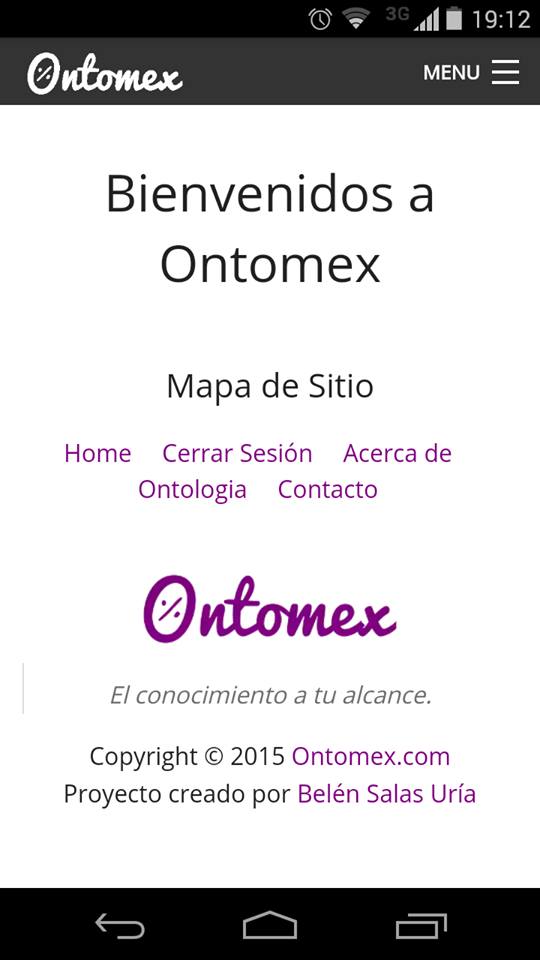 3G 19:12
Ontomex MENU
Bienvenidos a
Ontomex
Mapa de Sitio
Home Cerrar Sesión Acerca de
Ontologia Contacto
Ontomex
El conocimiento a tu alcance.
Copyright © 2015 Ontomex.com
Proyecto creado por Belén Salas Uría